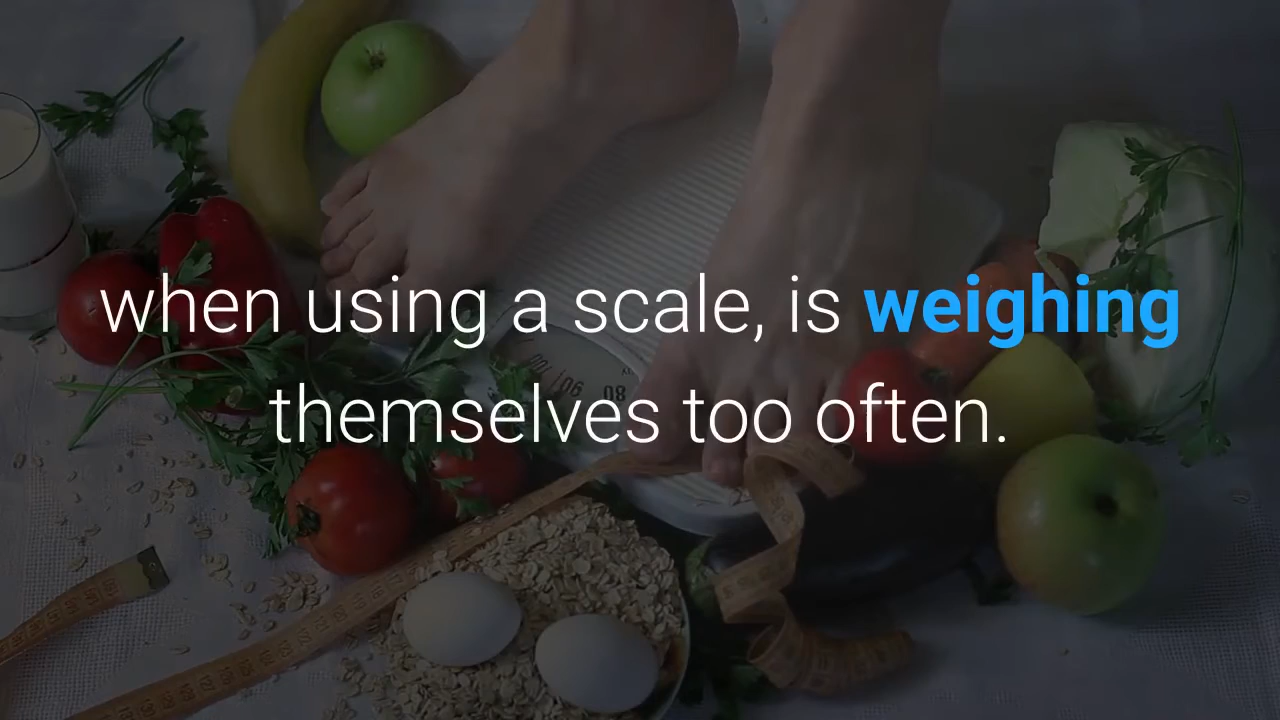 when using a scale, is weighing
themselves too often.